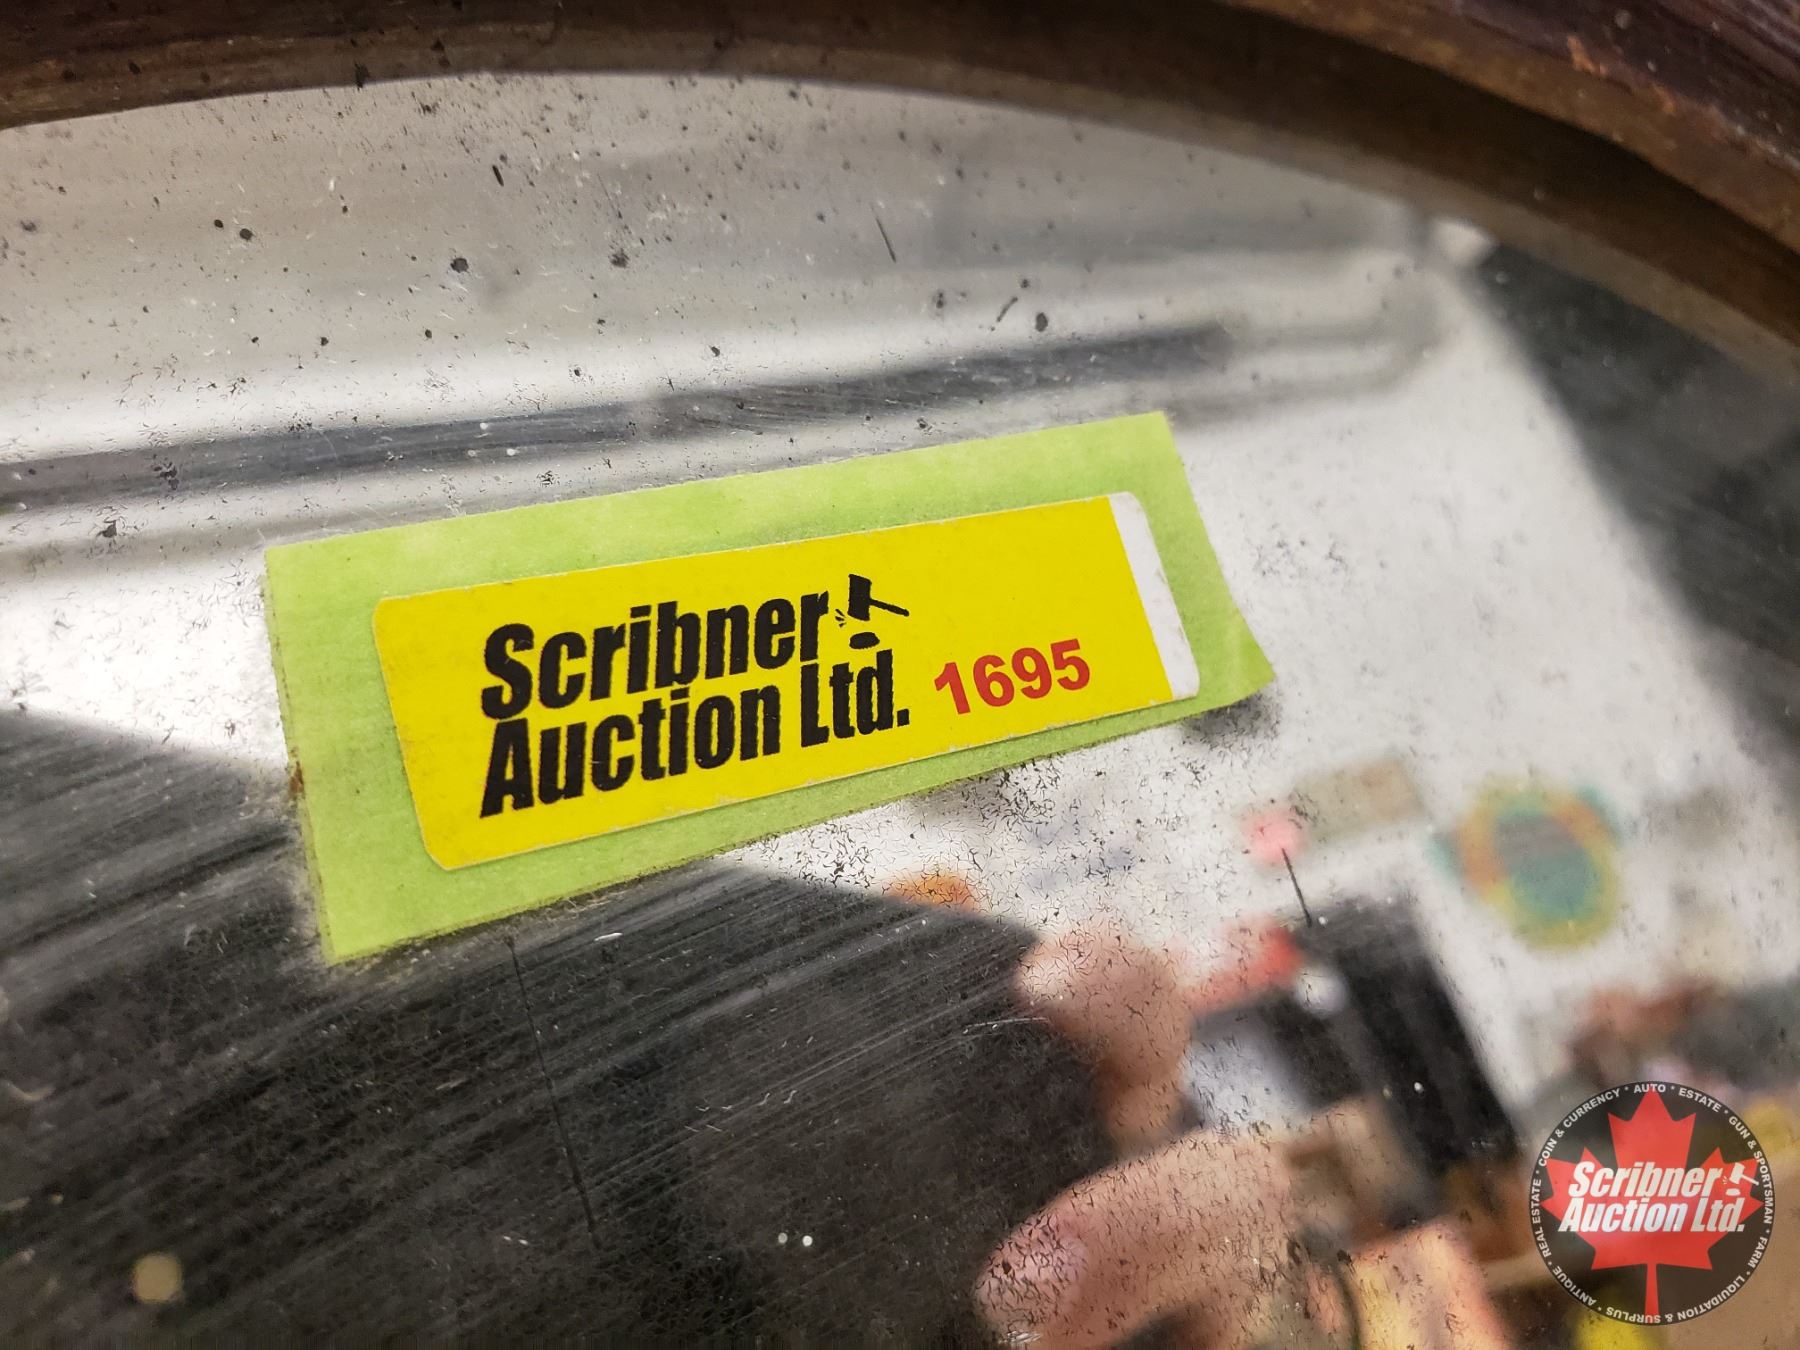 Scribner
Auction Ltd.
1695
Scribner
Auction Ltd.
ANTIQUE • REAL ESTATE • COIN & CURRENCY • AUTO • ESTATE • GUN & SPORTSMAN • FARM • LIQUIDATION & SURPLUS •